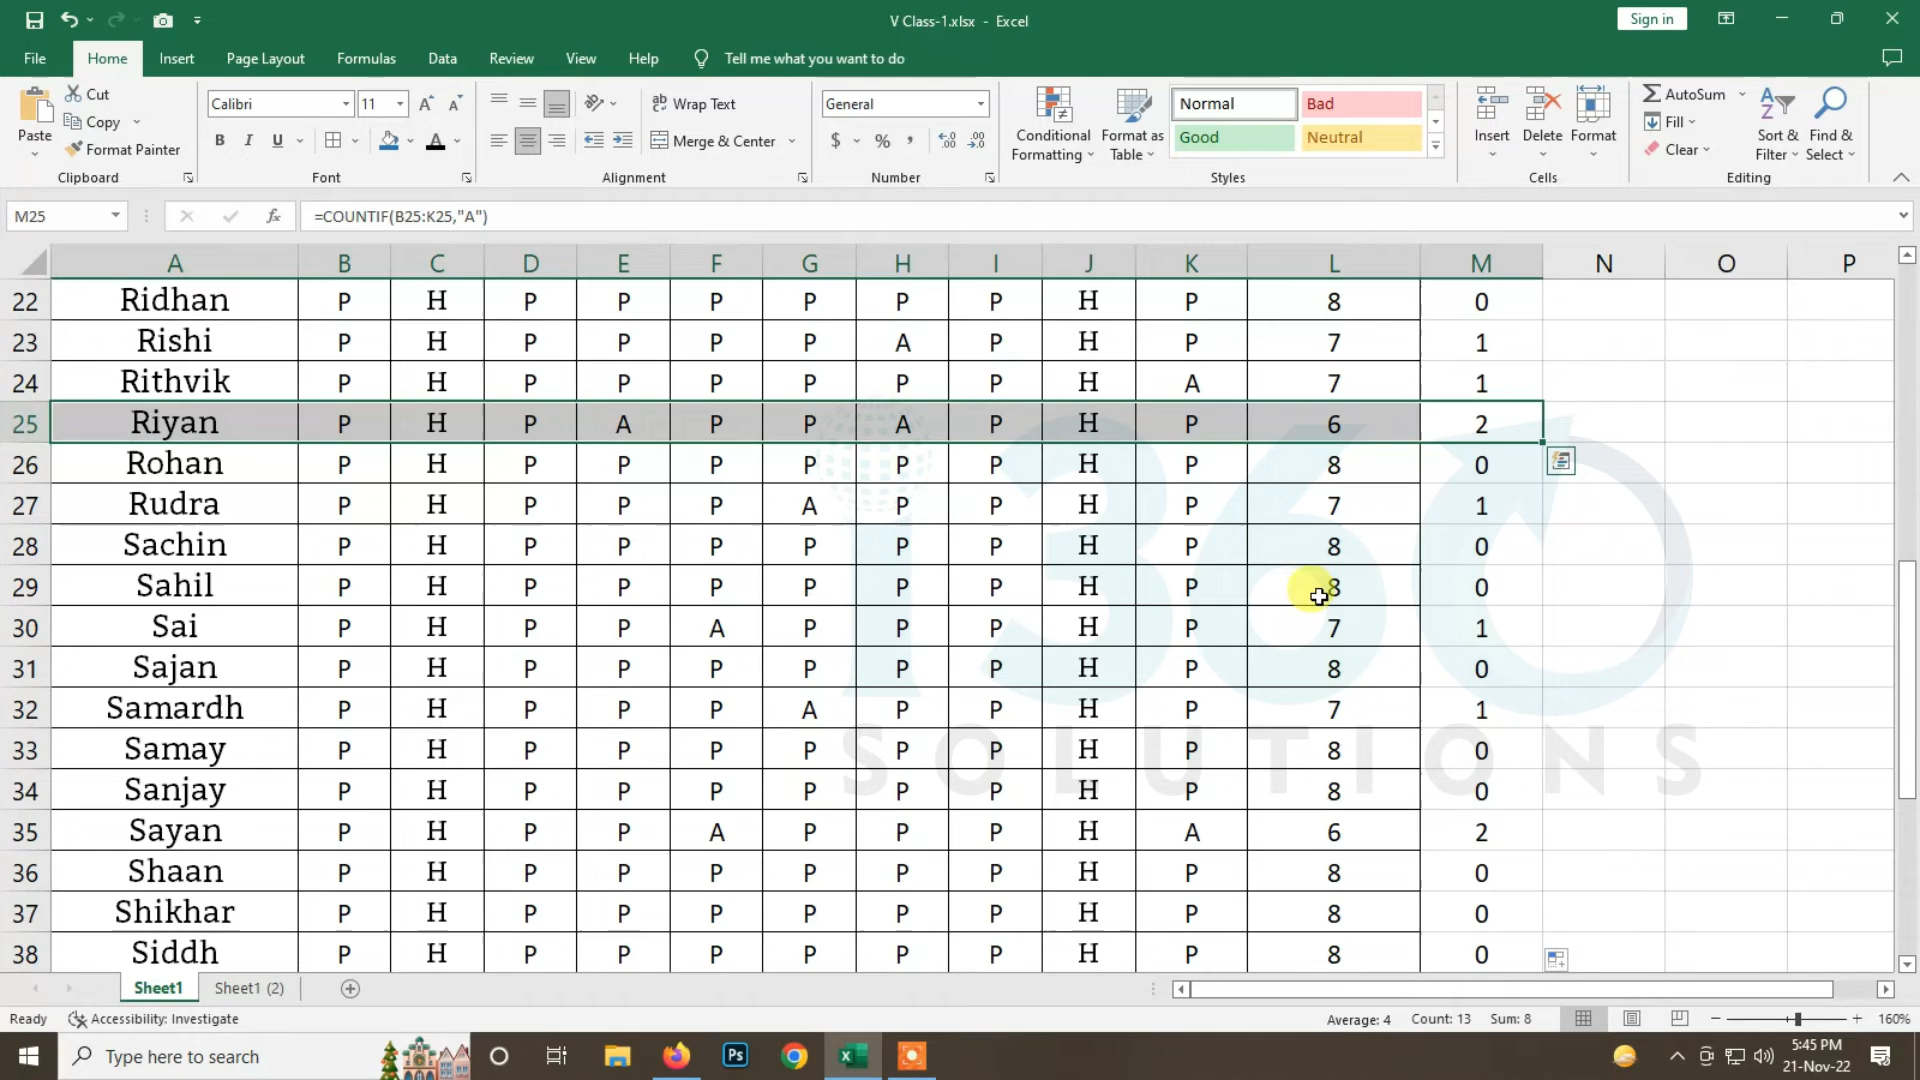 V Class-1.xlsx - Excel
Sign in
File Home Insert Page Layout Formulas Data Review View Help Tell me what you want to do
Paste
Cut
Copy
Format Painter
Clipboard
Calibri 11
B I U
Font
Wrap Text
Merge & Center
Alignment
General
$ % ,
Number
Conditional Formatting
Format as Table
Normal Bad
Good Neutral
Styles
Insert Delete Format
Cells
AutoSum
Fill
Clear
Sort & Filter
Find & Select
Editing
M25 fx =COUNTIF(B25:K25,"A")
A B C D E F G H I J K L M N O P
22 Ridhan P H P P P P P P H P 8 0
23 Rishi P H P P P P A P H P 7 1
24 Rithvik P H P P P P P P H A 7 1
25 Riyan P H P A P P A P H P 6 2
26 Rohan P H P P P P P P H P 8 0
27 Rudra P H P P P A P P H P 7 1
28 Sachin P H P P P P P P H P 8 0
29 Sahil P H P P P P P P H P 8 0
30 Sai P H P P A P P P H P 7 1
31 Sajan P H P P P P P P H P 8 0
32 Samardh P H P P P A P P H P 7 1
33 Samay P H P P P P P P H P 8 0
34 Sanjay P H P P P P P P H P 8 0
35 Sayan P H P P A P P P H A 6 2
36 Shaan P H P P P P P P H P 8 0
37 Shikhar P H P P P P P P H P 8 0
38 Siddh P H P P P P P P H P 8 0
i360
SOLUTIONS
Sheet1 Sheet1 (2)
Ready Accessibility: Investigate Average: 4 Count: 13 Sum: 8 160%
Type here to search
Ps
5:45 PM
21-Nov-22